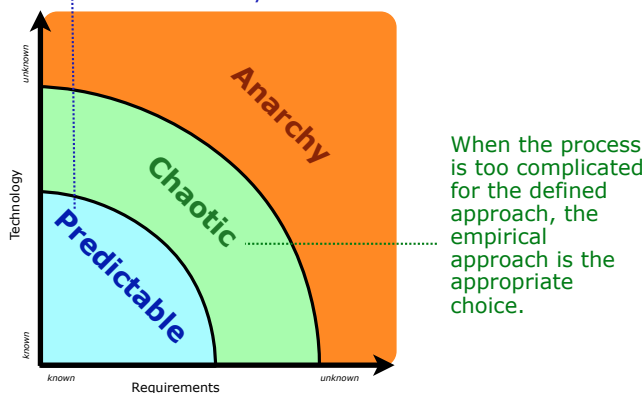 unknown
Anarchy
Chaotic
Predictable
Technology
known
known
unknown
Requirements
When the process
is too complicated
for the defined
approach, the
empirical
approach is the
appropriate
choice.